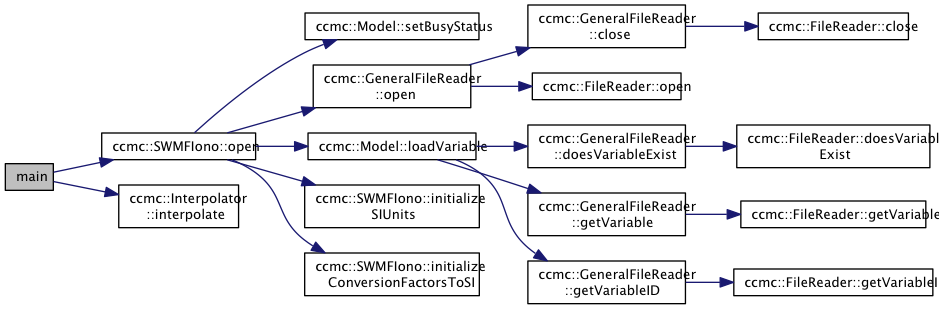 main
ccmc::SWMFIono::open
ccmc::Interpolator
::interpolate
ccmc::Model::setBusyStatus
ccmc::GeneralFileReader
::open
ccmc::Model::loadVariable
ccmc::SWMFIono::initialize
SIUnits
ccmc::SWMFIono::initialize
ConversionFactorsToSI
ccmc::GeneralFileReader
::close
ccmc::FileReader::open
ccmc::GeneralFileReader
::doesVariableExist
ccmc::GeneralFileReader
::getVariable
ccmc::GeneralFileReader
::getVariableID
ccmc::FileReader::close
ccmc::FileReader::doesVariab
Exist
ccmc::FileReader::getVariable
ccmc::FileReader::getVariableI